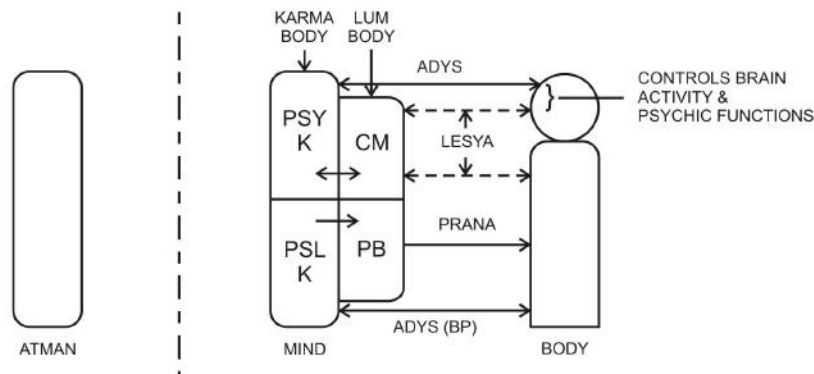 KARMA
BODY
LUM
BODY
ADYS
CONTROLS BRAIN
ACTIVITY &
PSYCHIC FUNCTIONS
PSY
K
CM
LESYA
PSL
K
PB
PRANA
ADYS (BP)
ATMAN
MIND
BODY